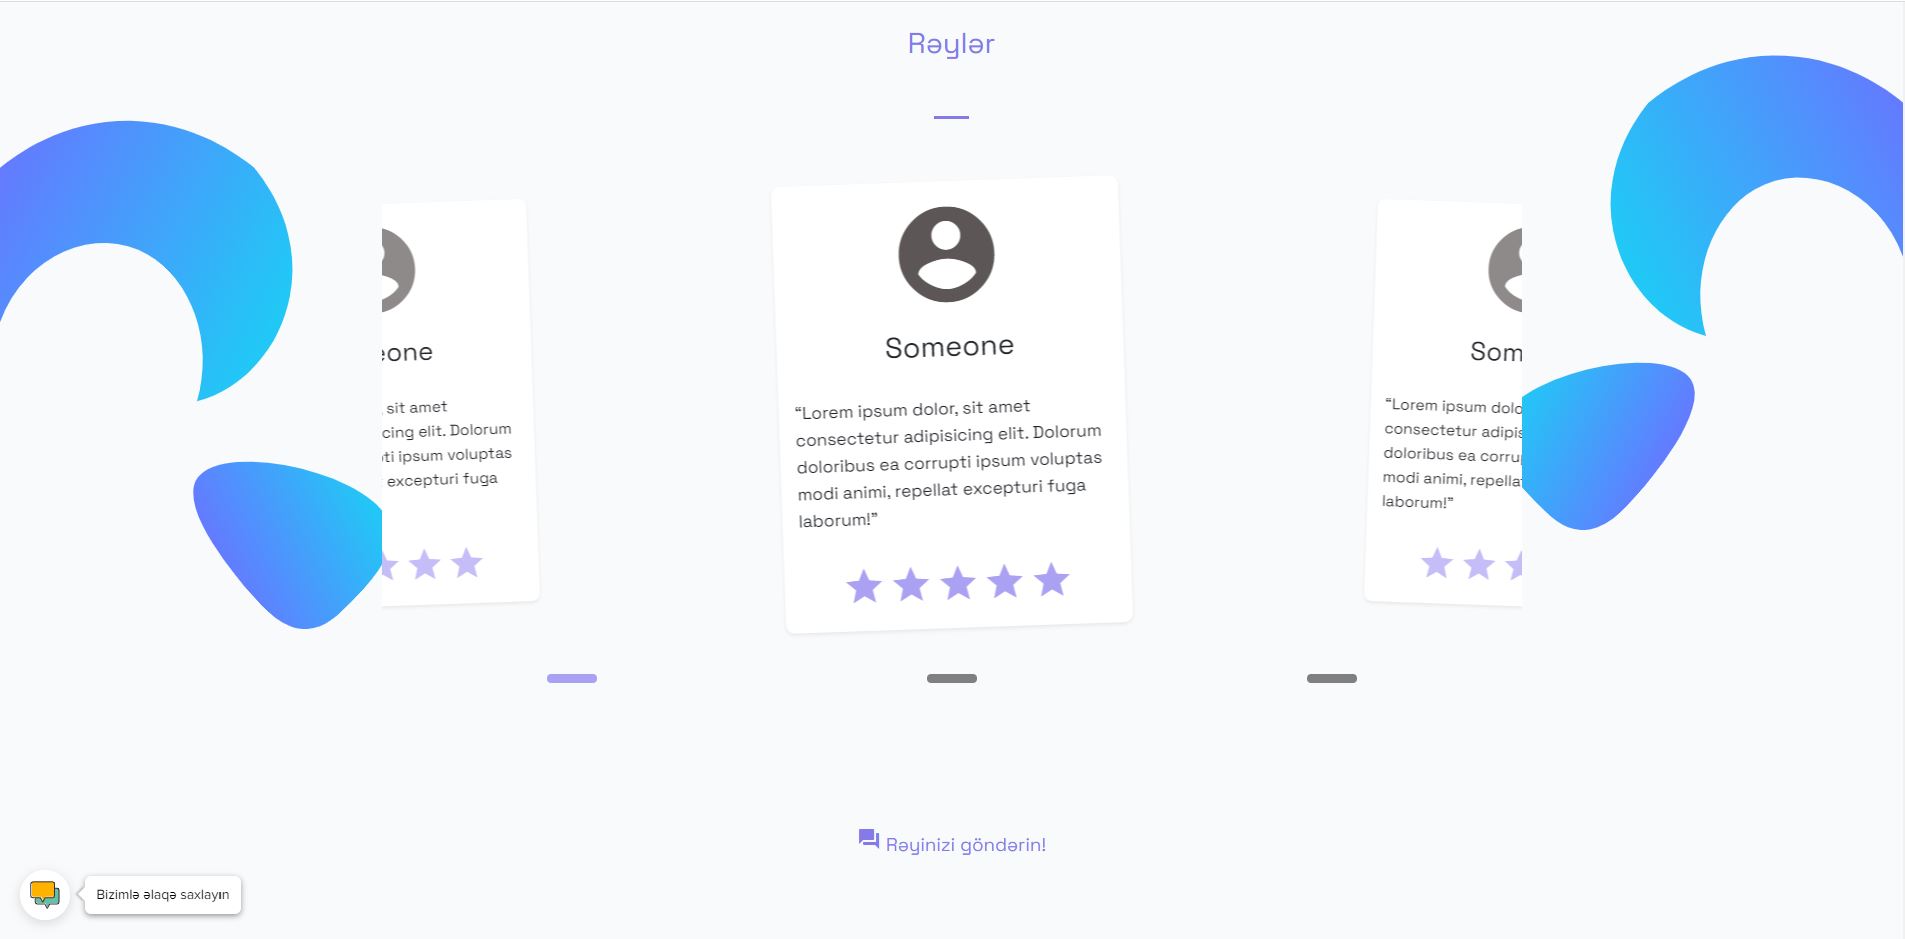 Rəylər
eone
, sit amet
cing elit. Dolorum
ti ipsum voluptas
excepturi fuga
Someone
“Lorem ipsum dolor, sit amet
consectetur adipisicing elit. Dolorum
doloribus ea corrupti ipsum voluptas
modi animi, repellat excepturi fuga
laborum!”
Som
“Lorem ipsum dolo
consectetur adipis
doloribus ea corrup
modi animi, repellat
laborum!”
Rəyinizi göndərin!
Bizimlə əlaqə saxlayın